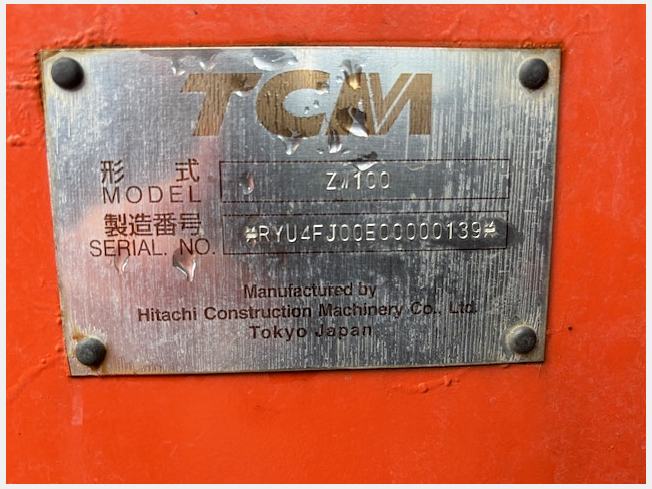 TCM
形式 ZW100
MODEL
製造番号 *RYU4FJ00E00000139*
SERIAL. NO.
Manufactured by
Hitachi Construction Machinery Co., Ltd.
Tokyo Japan